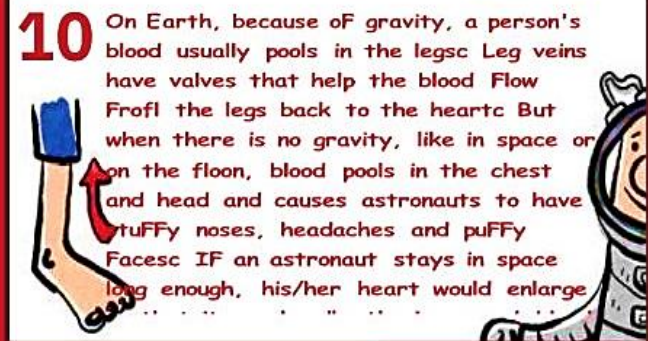 10
On Earth, because oF gravity, a person's
blood usually pools in the legsc Leg veins
have valves that help the blood Flow
Frofl the legs back to the heartc But
when there is no gravity, like in space or
on the floon, blood pools in the chest
and head and causes astronauts to have
stuFFy noses, headaches and puFFy
Facesc IF an astronaut stays in space
long enough, his/her heart would enlarge